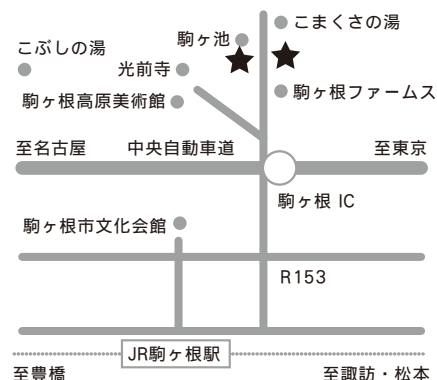 こまくさの湯
駒ヶ池
こぶしの湯
光前寺
駒ヶ根高原美術館
駒ヶ根ファームス
至名古屋
中央自動車道
至東京
駒ヶ根 IC
駒ヶ根市文化会館
R153
JR駒ヶ根駅
至豊橋
至諏訪・松本